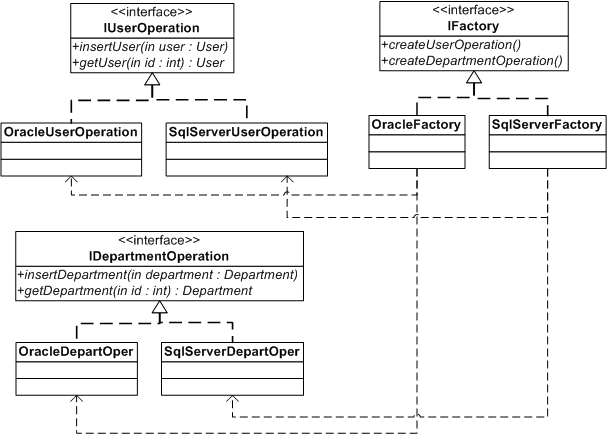 <<interface>>
IUserOperation
+insertUser(in user : User)
+getUser(in id : int) : User
<<interface>>
IFactory
+createUserOperation()
+createDepartmentOperation()
OracleUserOperation
SqlServerUserOperation
OracleFactory
SqlServerFactory
<<interface>>
IDepartmentOperation
+insertDepartment(in department : Department)
+getDepartment(in id : int) : Department
OracleDepartOper
SqlServerDepartOper